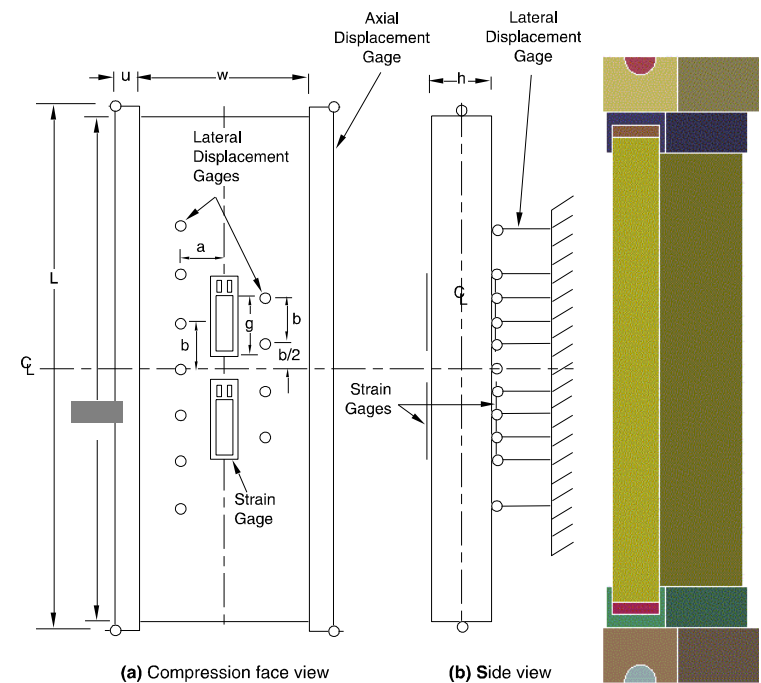 Axial
Displacement
Gage
Lateral
Displacement
Gage
u
w
h
Lateral
Displacement
Gages
a
L
g
b
b
b/2
℄
℄
Strain
Gages
Strain
Gage
(a) Compression face view
(b) Side view